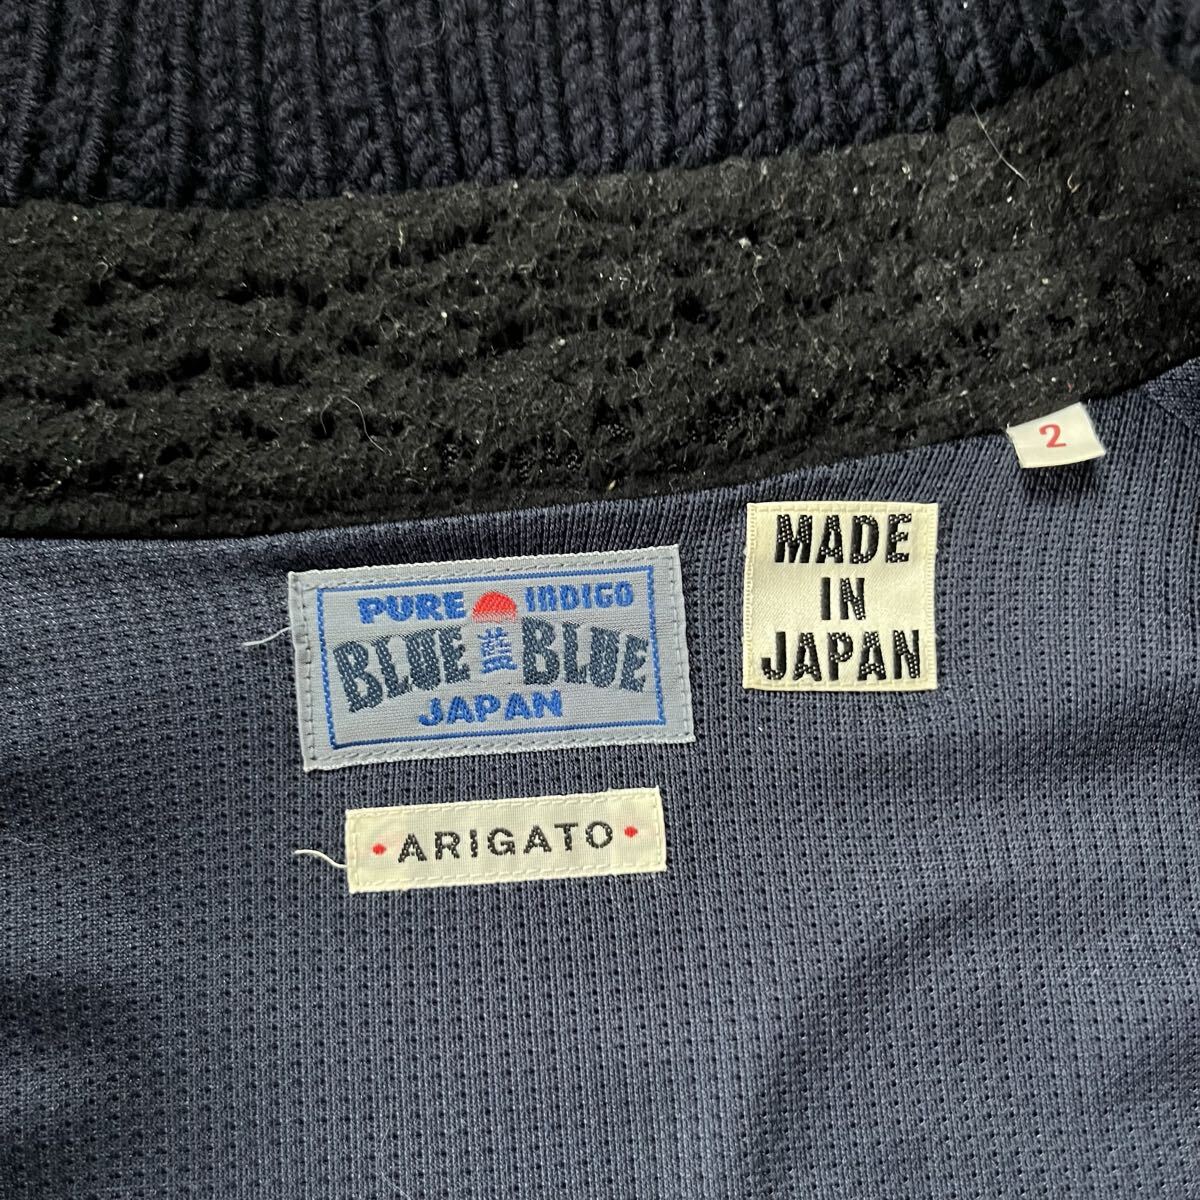 2
MADE
IN
JAPAN
PURE INDIGO
BLUE 藍 BLUE
JAPAN
• ARIGATO •